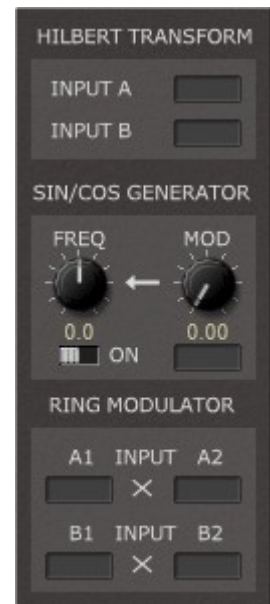 HILBERT TRANSFORM
INPUT A
INPUT B
SIN/COS GENERATOR
FREQ MOD
0.0 0.00
ON
RING MODULATOR
A1 INPUT A2
B1 INPUT B2